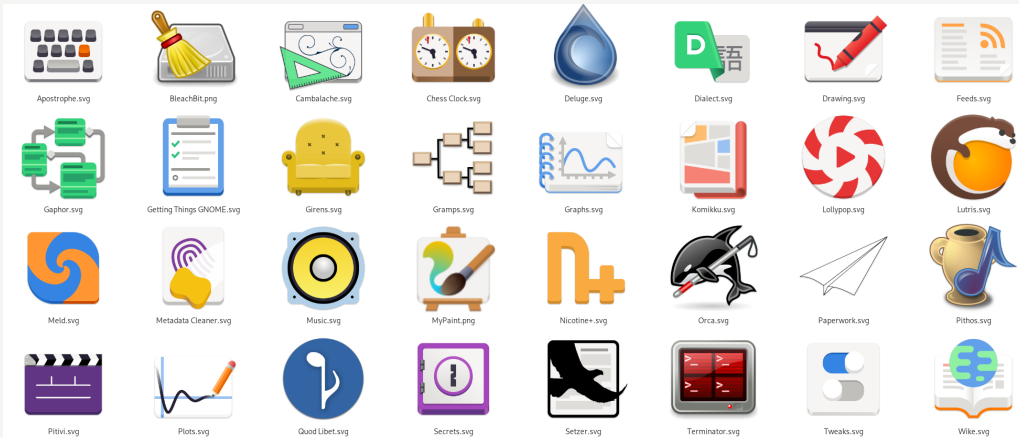 Apostrophe.svg
BleachBit.png
Cambalache.svg
Chess Clock.svg
Deluge.svg
D 語
Dialect.svg
Drawing.svg
Feeds.svg
Gaphor.svg
Getting Things GNOME.svg
Girens.svg
Gramps.svg
Graphs.svg
Komikku.svg
Lollypop.svg
Lutris.svg
Meld.svg
Metadata Cleaner.svg
Music.svg
MyPaint.png
n+
Nicotine+.svg
Orca.svg
Paperwork.svg
Pithos.svg
Pitivi.svg
Plots.svg
Quod Libet.svg
Secrets.svg
Setzer.svg
>_ >_
>_ >_
Terminator.svg
Tweaks.svg
Wike.svg